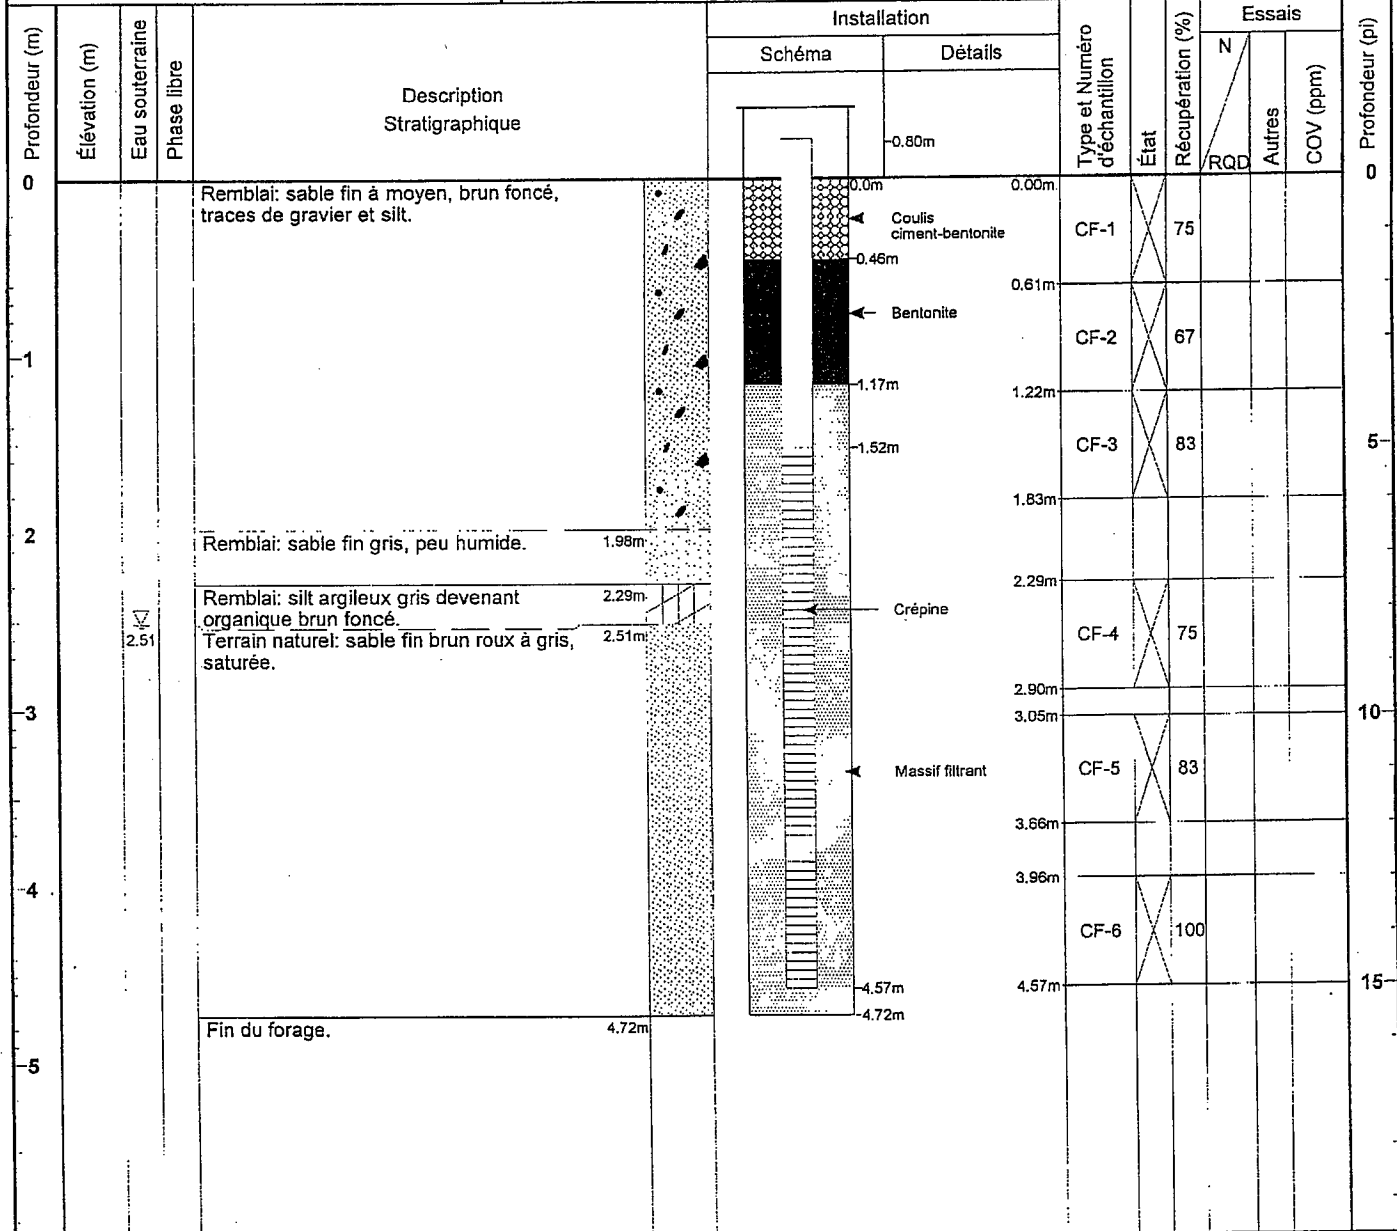 Profondeur (m)
Élévation (m)
Eau souterraine
Phase libre
Description
Stratigraphique
Installation
Schéma
Détails
-0.80m
Type et Numéro
d'échantillon
État
Récupération (%)
Essais
N
RQD
Autres
COV (ppm)
Profondeur (pi)
0
0
Remblai: sable fin à moyen, brun foncé,
traces de gravier et silt.
0.0m
Coulis
ciment-bentonite
0.46m
Bentonite
1.17m
1.52m
0.00m
CF-1
75
0.61m
CF-2
67
1
1.22m
CF-3
83
5
1.83m
2
Remblai: sable fin gris, peu humide.
1.98m
2.29m
Remblai: silt argileux gris devenant
organique brun foncé.
2.29m
Crépine
2.51
Terrain naturel: sable fin brun roux à gris,
saturée.
2.51m
CF-4
75
2.90m
3
3.05m
10
Massif filtrant
CF-5
83
3.66m
3.96m
4
CF-6
100
4.57m
4.57m
15
4.72m
Fin du forage.
4.72m
5